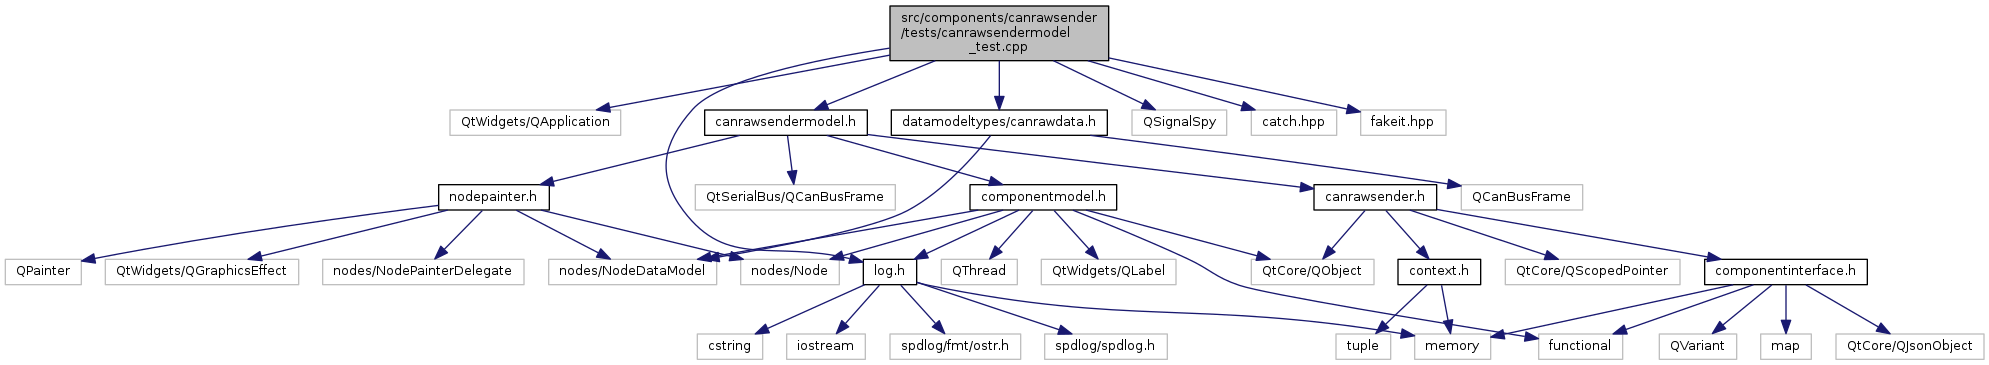 src/components/canrawsender
/tests/canrawsendermodel
_test.cpp
QtWidgets/QApplication
canrawsendermodel.h
datamodeltypes/canrawdata.h
QSignalSpy
catch.hpp
fakeit.hpp
nodepainter.h
QtSerialBus/QCanBusFrame
componentmodel.h
canrawsender.h
QCanBusFrame
QPainter
QtWidgets/QGraphicsEffect
nodes/NodePainterDelegate
nodes/NodeDataModel
nodes/Node
log.h
QThread
QtWidgets/QLabel
QtCore/QObject
context.h
QtCore/QScopedPointer
componentinterface.h
cstring
iostream
spdlog/fmt/ostr.h
spdlog/spdlog.h
tuple
memory
functional
QVariant
map
QtCore/QJsonObject